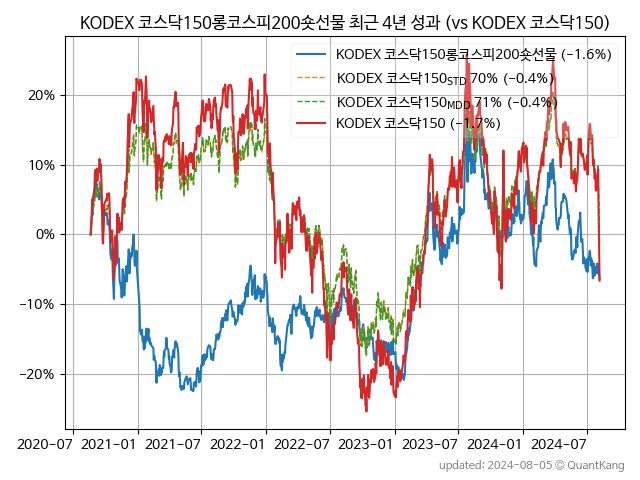 KODEX 코스닥150롱코스피200숏선물 최근 4년 성과 (vs KODEX 코스닥150)
KODEX 코스닥150롱코스피200숏선물 (−1.6%)
KODEX 코스닥150STD 70% (−0.4%)
KODEX 코스닥150MDD 71% (−0.4%)
KODEX 코스닥150 (−1.7%)
20%
10%
0%
−10%
−20%
2020-07 2021-01 2021-07 2022-01 2022-07 2023-01 2023-07 2024-01 2024-07
updated: 2024-08-05 © QuantKang